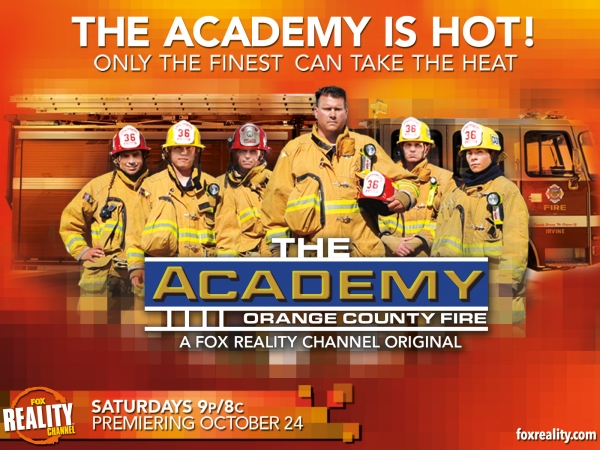 THE ACADEMY IS HOT!
ONLY THE FINEST CAN TAKE THE HEAT
36
36
36
36
36
36
FIRE
IRVINE
THE
ACADEMY
ORANGE COUNTY FIRE
A FOX REALITY CHANNEL ORIGINAL
FOX
REALITY
CHANNEL
SATURDAYS 9P/8C
PREMIERING OCTOBER 24
foxreality.com